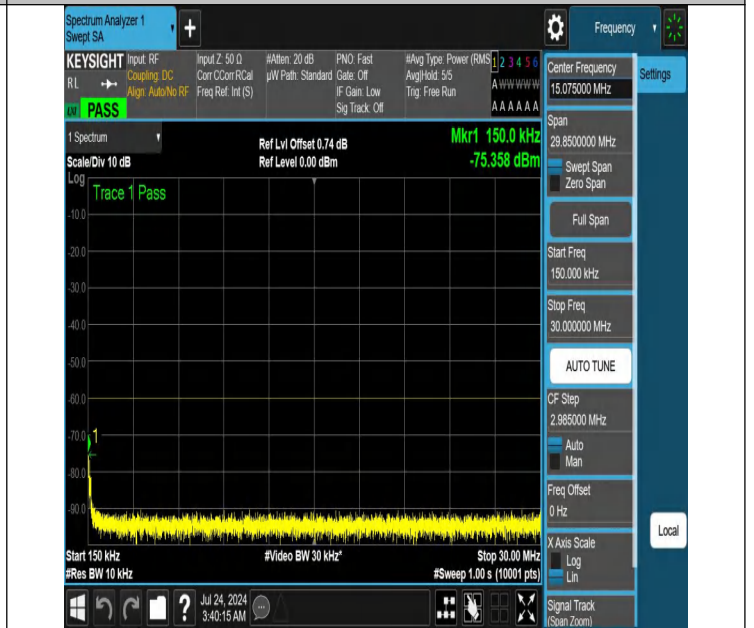 Spectrum Analyzer 1
Swept SA
+
Frequency
KEYSIGHT
RL
PASS
Input: RF
Coupling: DC
Align: Auto/No RF
Input Z: 50 Ω
Corr CCorr RCal
Freq Ref: Int (S)
#Atten: 20 dB
µW Path: Standard
PNO: Fast
Gate: Off
IF Gain: Low
Sig Track: Off
#Avg Type: Power (RMS
Avg|Hold: 5/5
Trig: Free Run
1 2 3 4 5 6
A W W W W W
A A A A A A
1 Spectrum
Scale/Div 10 dB
Ref Lvl Offset 0.74 dB
Ref Level 0.00 dBm
Mkr1 150.0 kHz
-75.358 dBm
Log
Trace 1 Pass
-10.0
-20.0
-30.0
-40.0
-50.0
-60.0
-70.0
1
-80.0
-90.0
Start 150 kHz
#Res BW 10 kHz
#Video BW 30 kHz*
Stop 30.00 MHz
#Sweep 1.00 s (10001 pts)
Center Frequency
15.075000 MHz
Settings
Span
29.8500000 MHz
Swept Span
Zero Span
Full Span
Start Freq
150.000 kHz
Stop Freq
30.000000 MHz
AUTO TUNE
CF Step
2.985000 MHz
Auto
Man
Freq Offset
0 Hz
X Axis Scale
Log
Lin
Local
Signal Track
(Span Zoom)
?
Jul 24, 2024
3:40:15 AM